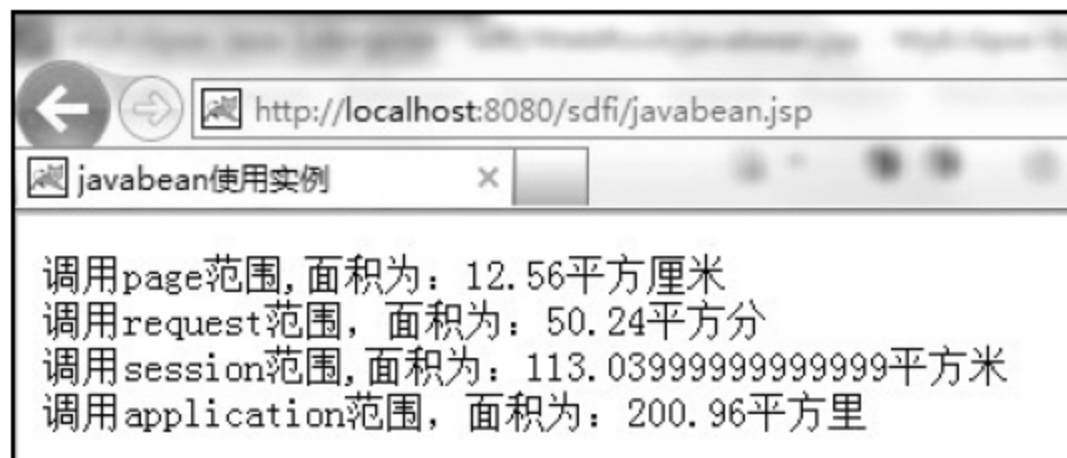 http://localhost:8080/sdfi/javabean.jsp
javabean使用实例
调用page范围,面积为：12.56平方厘米
调用request范围，面积为：50.24平方分
调用session范围,面积为：113.03999999999999平方米
调用application范围，面积为：200.96平方里